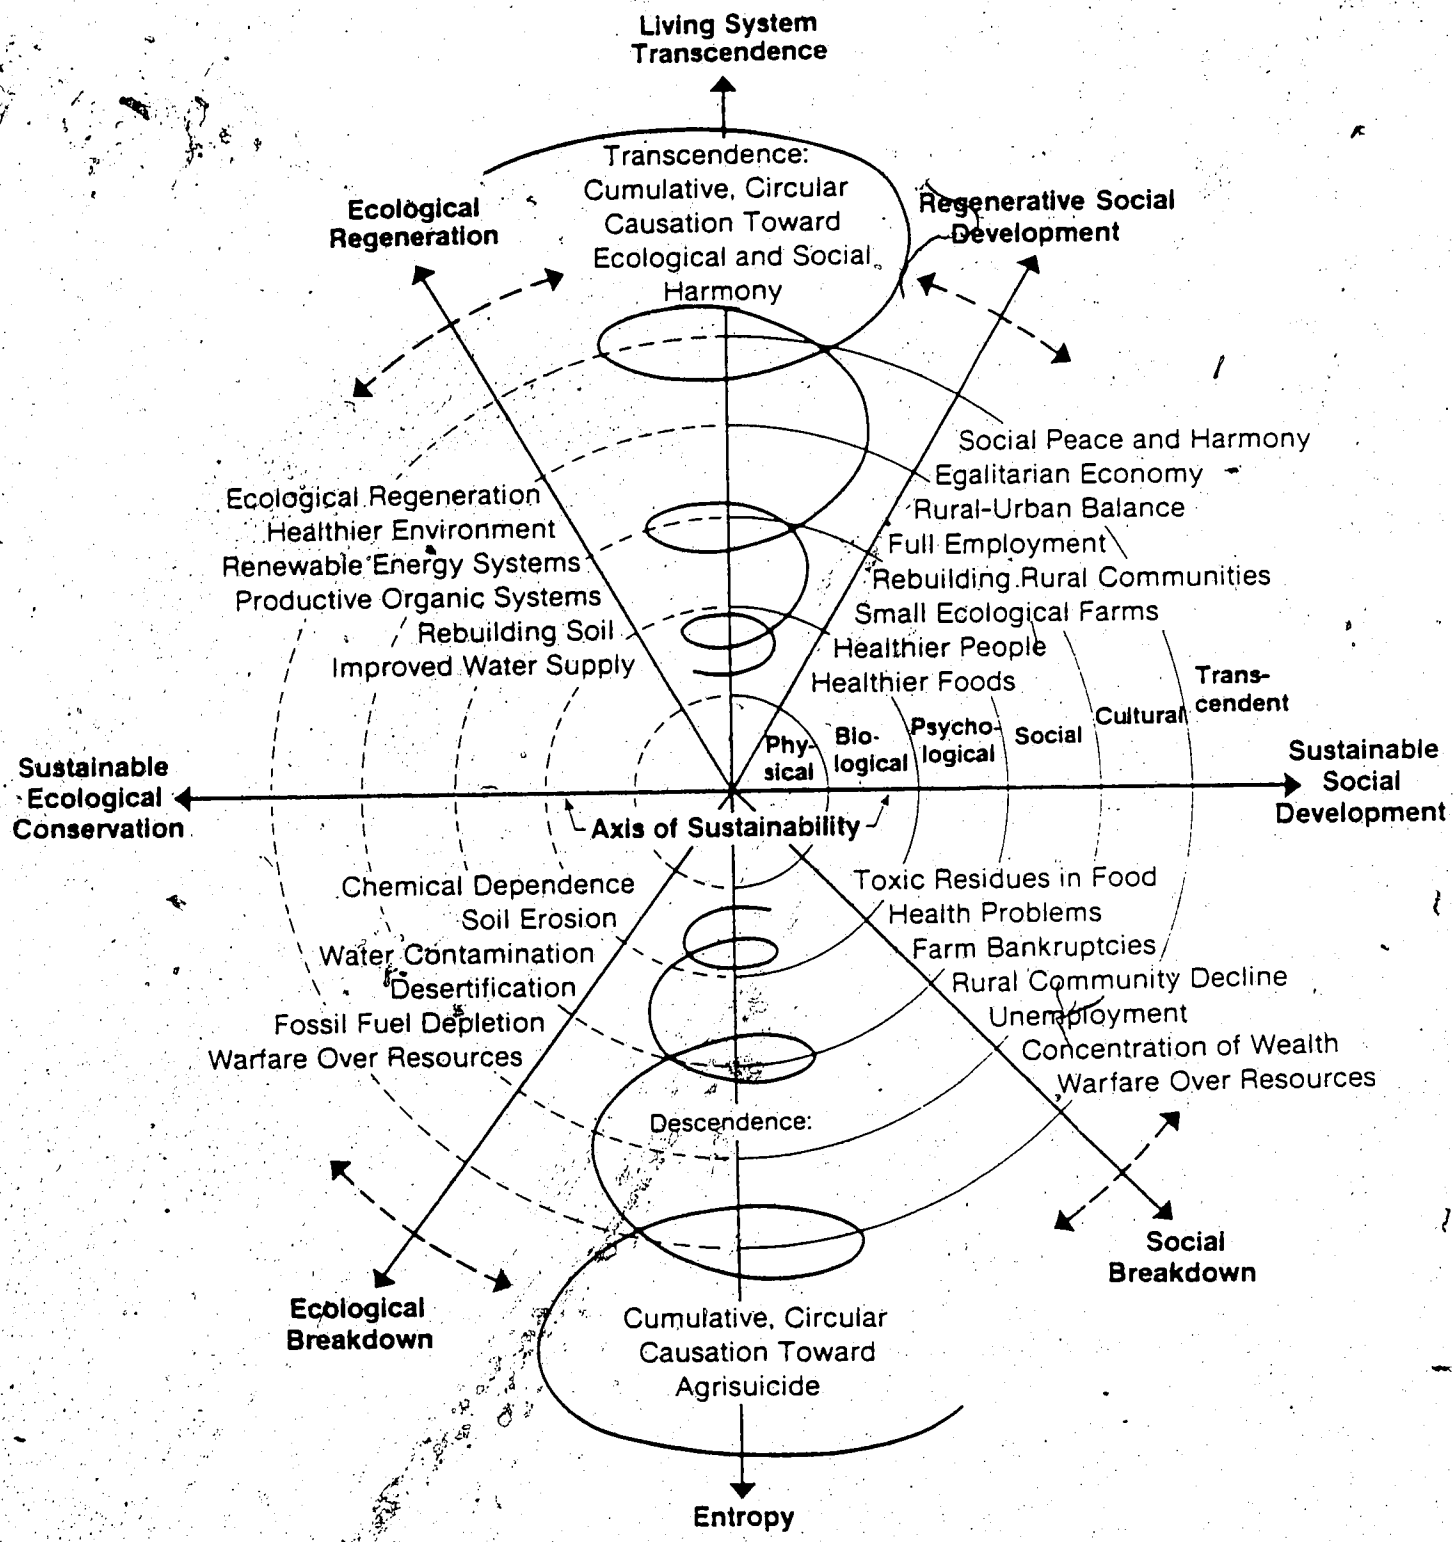 Living System
Transcendence
Transcendence:
Cumulative, Circular
Causation Toward
Ecological and Social
Harmony
Ecological
Regeneration
Regenerative Social
Development
Social Peace and Harmony
Egalitarian Economy
Rural-Urban Balance
Full Employment
Rebuilding Rural Communities
Small Ecological Farms
Healthier People
Healthier Foods
Ecological Regeneration
Healthier Environment
Renewable Energy Systems
Productive Organic Systems
Rebuilding Soil
Improved Water Supply
Phy-
sical
Bio-
logical
Psycho-
logical
Social
Cultural
Trans-
cendent
Sustainable
Ecological
Conservation
Axis of Sustainability
Sustainable
Social
Development
Chemical Dependence
Soil Erosion
Water Contamination
Desertification
Fossil Fuel Depletion
Warfare Over Resources
Toxic Residues in Food
Health Problems
Farm Bankruptcies
Rural Community Decline
Unemployment
Concentration of Wealth
Warfare Over Resources
Descendence:
Ecological
Breakdown
Social
Breakdown
Cumulative, Circular
Causation Toward
Agrisuicide
Entropy